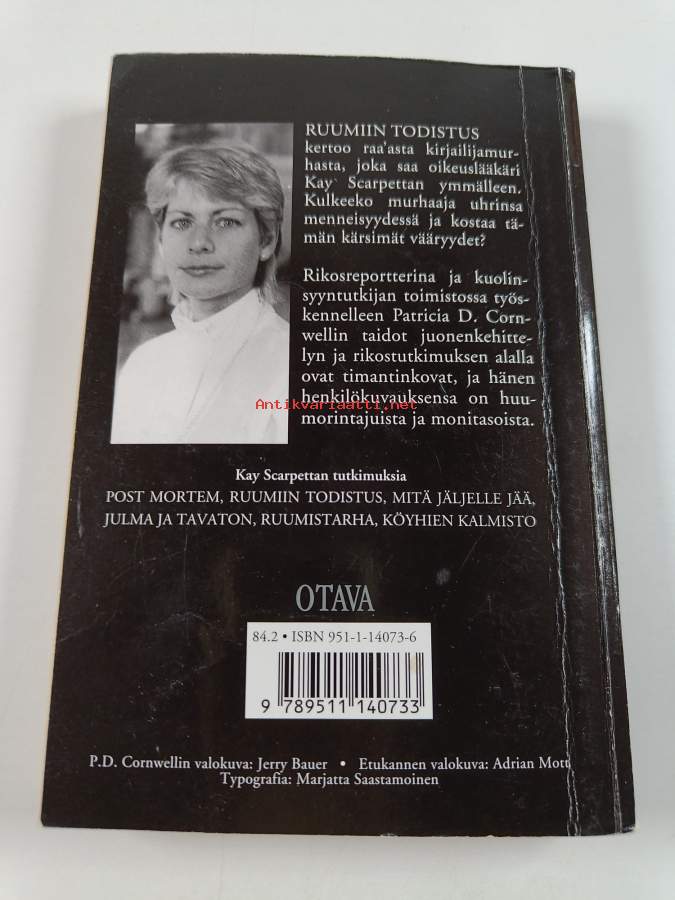 RUUMIIN TODISTUS
kertoo raa'asta kirjailijamur-
hasta, joka saa oikeuslääkäri
Kay Scarpettan ymmälleen.
Kulkeeko murhaaja uhrinsa
menneisyydessä ja kostaa tä-
män kärsimät vääryydet?
Rikosreportterina ja kuolin-
syyntutkijan toimistossa työs-
kennelleen Patricia D. Corn-
wellin taidot juonenkehitte-
lyn ja rikostutkimuksen alalla
ovat timantinkovat, ja hänen
henkilökuvauksensa on huu-
morintajuista ja monitasoista.
Antikvariaatti.net
Kay Scarpettan tutkimuksia
POST MORTEM, RUUMIIN TODISTUS, MITÄ JÄLJELLE JÄÄ,
JULMA JA TAVATON, RUUMISTARHA, KÖYHIEN KALMISTO
OTAVA
84.2 • ISBN 951-1-14073-6
9 789511 140733
P.D. Cornwellin valokuva: Jerry Bauer • Etukannen valokuva: Adrian Mott
Typografia: Marjatta Saastamoinen